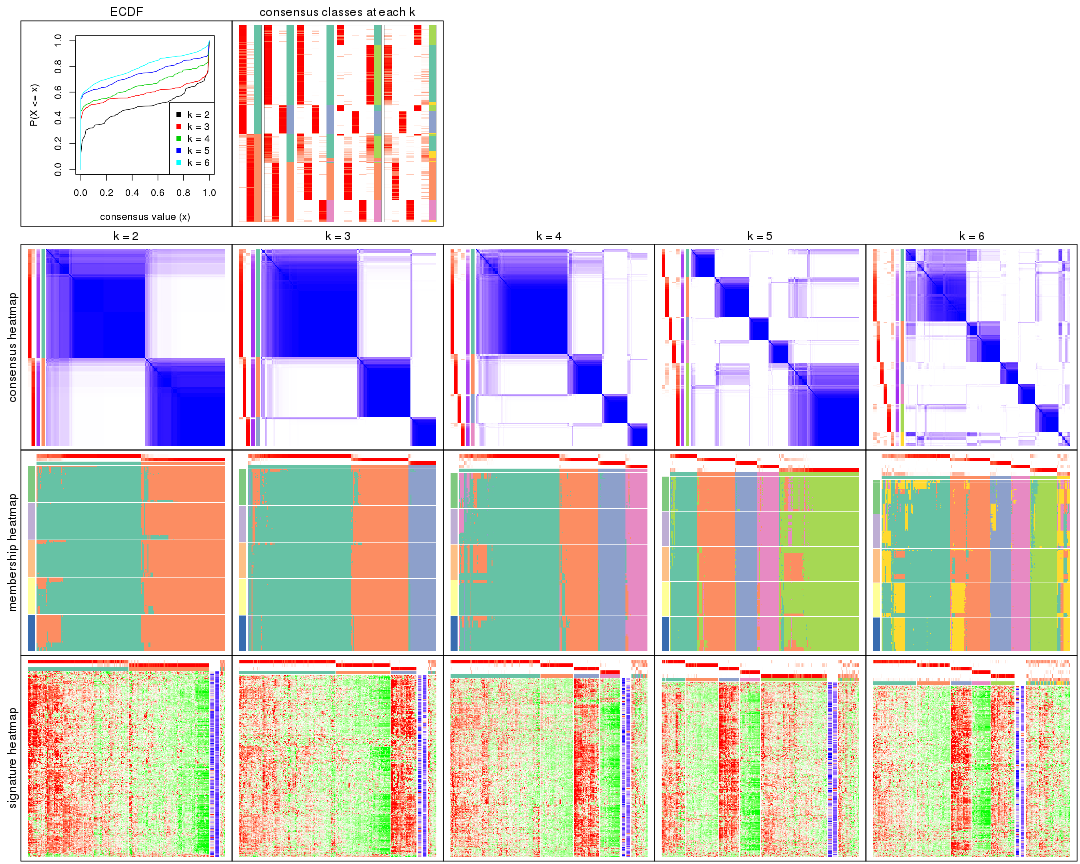 ECDF
consensus classes at each k
P(X <= x)
0.0 0.2 0.4 0.6 0.8 1.0
k = 2
k = 3
k = 4
k = 5
k = 6
0.0 0.2 0.4 0.6 0.8 1.0
consensus value (x)
k = 2
k = 3
k = 4
k = 5
k = 6
consensus heatmap
membership heatmap
signature heatmap